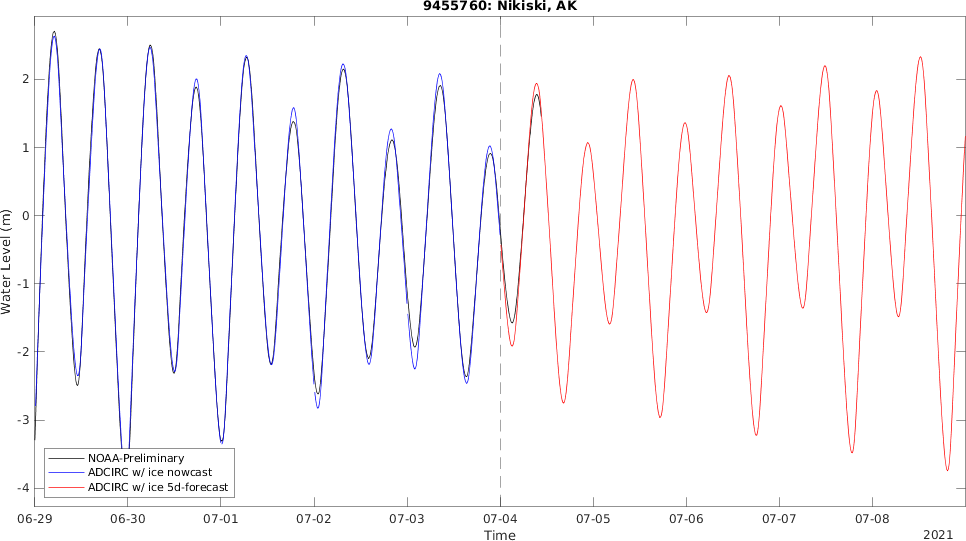 9455760: Nikiski, AK
Water Level (m)
2
1
0
-1
-2
-3
-4
NOAA-Preliminary
ADCIRC w/ ice nowcast
ADCIRC w/ ice 5d-forecast
06-29 06-30 07-01 07-02 07-03 07-04 07-05 07-06 07-07 07-08
Time
2021